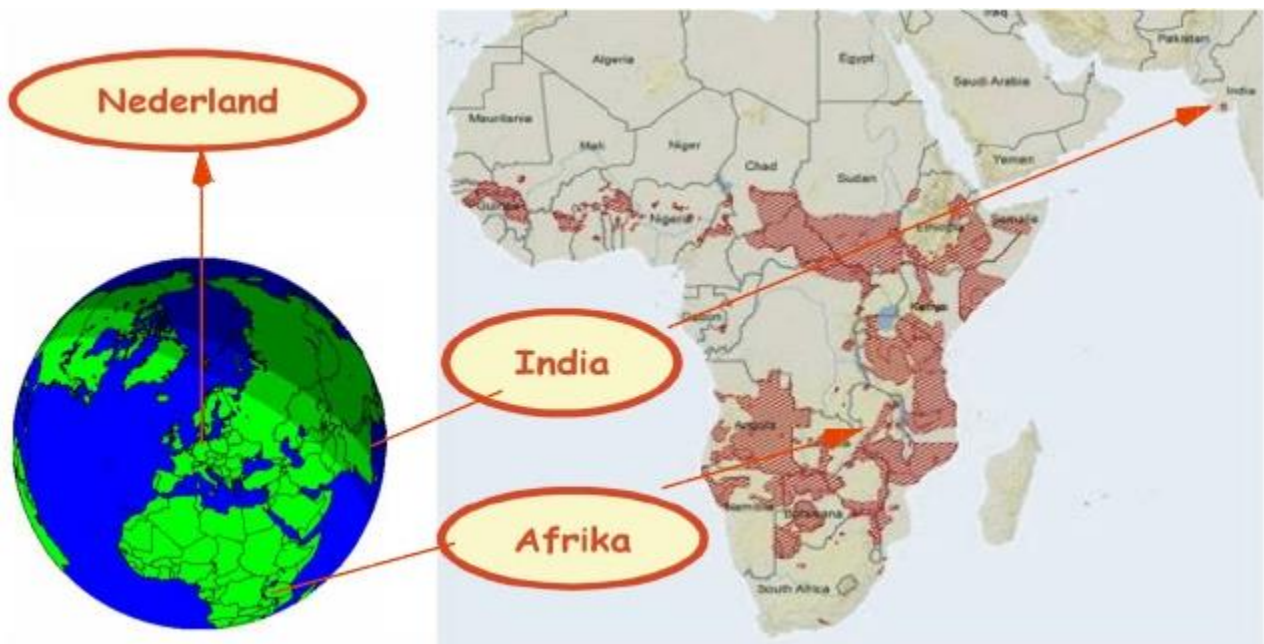 Nederland
India
Afrika
Algeria
Egypt
Iraq
Pakistan
Saudi Arabia
India
Mauritania
Mali
Niger
Chad
Sudan
Yemen
Nigeria
Ethiopia
Somalia
Kenya
Angola
Namibia
Botswana
South Africa